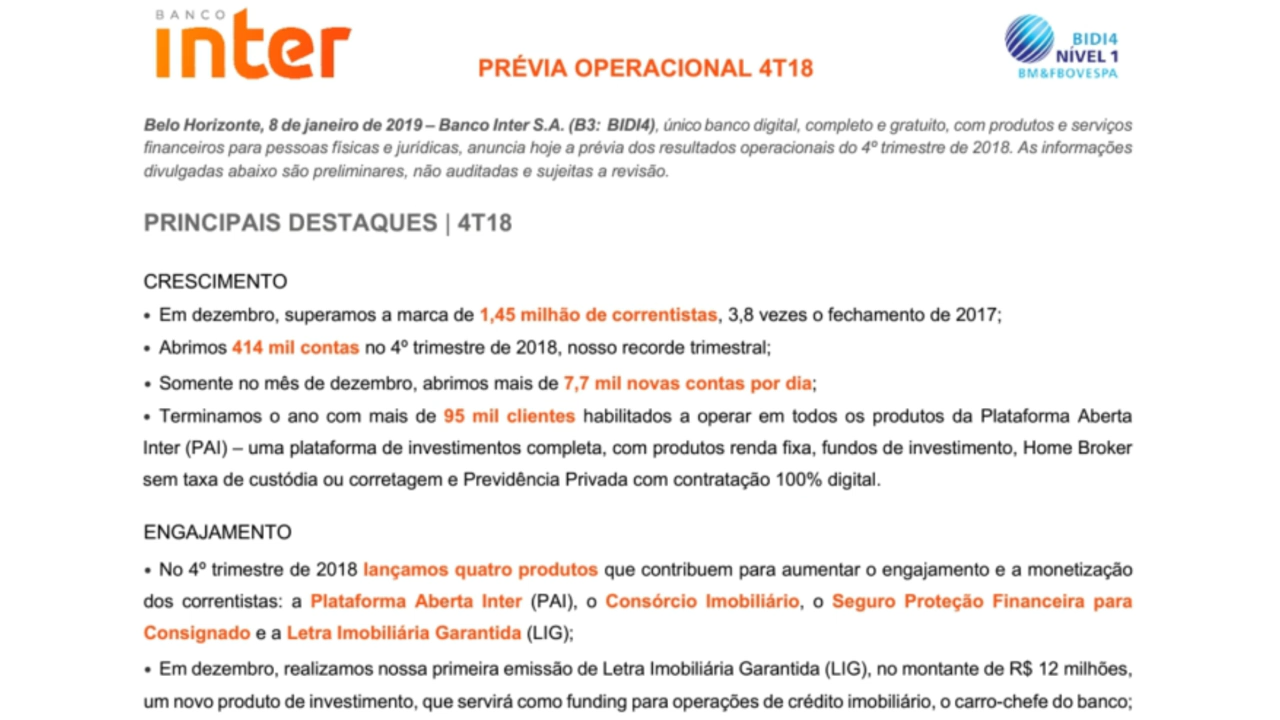 BANCO
inter
PRÉVIA OPERACIONAL 4T18
BIDI4
NÍVEL 1
BM&FBOVESPA
Belo Horizonte, 8 de janeiro de 2019 – Banco Inter S.A. (B3: BIDI4), único banco digital, completo e gratuito, com produtos e serviços
financeiros para pessoas físicas e jurídicas, anuncia hoje a prévia dos resultados operacionais do 4º trimestre de 2018. As informações
divulgadas abaixo são preliminares, não auditadas e sujeitas a revisão.
PRINCIPAIS DESTAQUES | 4T18
CRESCIMENTO
• Em dezembro, superamos a marca de 1,45 milhão de correntistas, 3,8 vezes o fechamento de 2017;
• Abrimos 414 mil contas no 4º trimestre de 2018, nosso recorde trimestral;
• Somente no mês de dezembro, abrimos mais de 7,7 mil novas contas por dia;
• Terminamos o ano com mais de 95 mil clientes habilitados a operar em todos os produtos da Plataforma Aberta
Inter (PAI) – uma plataforma de investimentos completa, com produtos renda fixa, fundos de investimento, Home Broker
sem taxa de custódia ou corretagem e Previdência Privada com contratação 100% digital.
ENGAJAMENTO
• No 4º trimestre de 2018 lançamos quatro produtos que contribuem para aumentar o engajamento e a monetização
dos correntistas: a Plataforma Aberta Inter (PAI), o Consórcio Imobiliário, o Seguro Proteção Financeira para
Consignado e a Letra Imobiliária Garantida (LIG);
• Em dezembro, realizamos nossa primeira emissão de Letra Imobiliária Garantida (LIG), no montante de R$ 12 milhões,
um novo produto de investimento, que servirá como funding para operações de crédito imobiliário, o carro-chefe do banco;